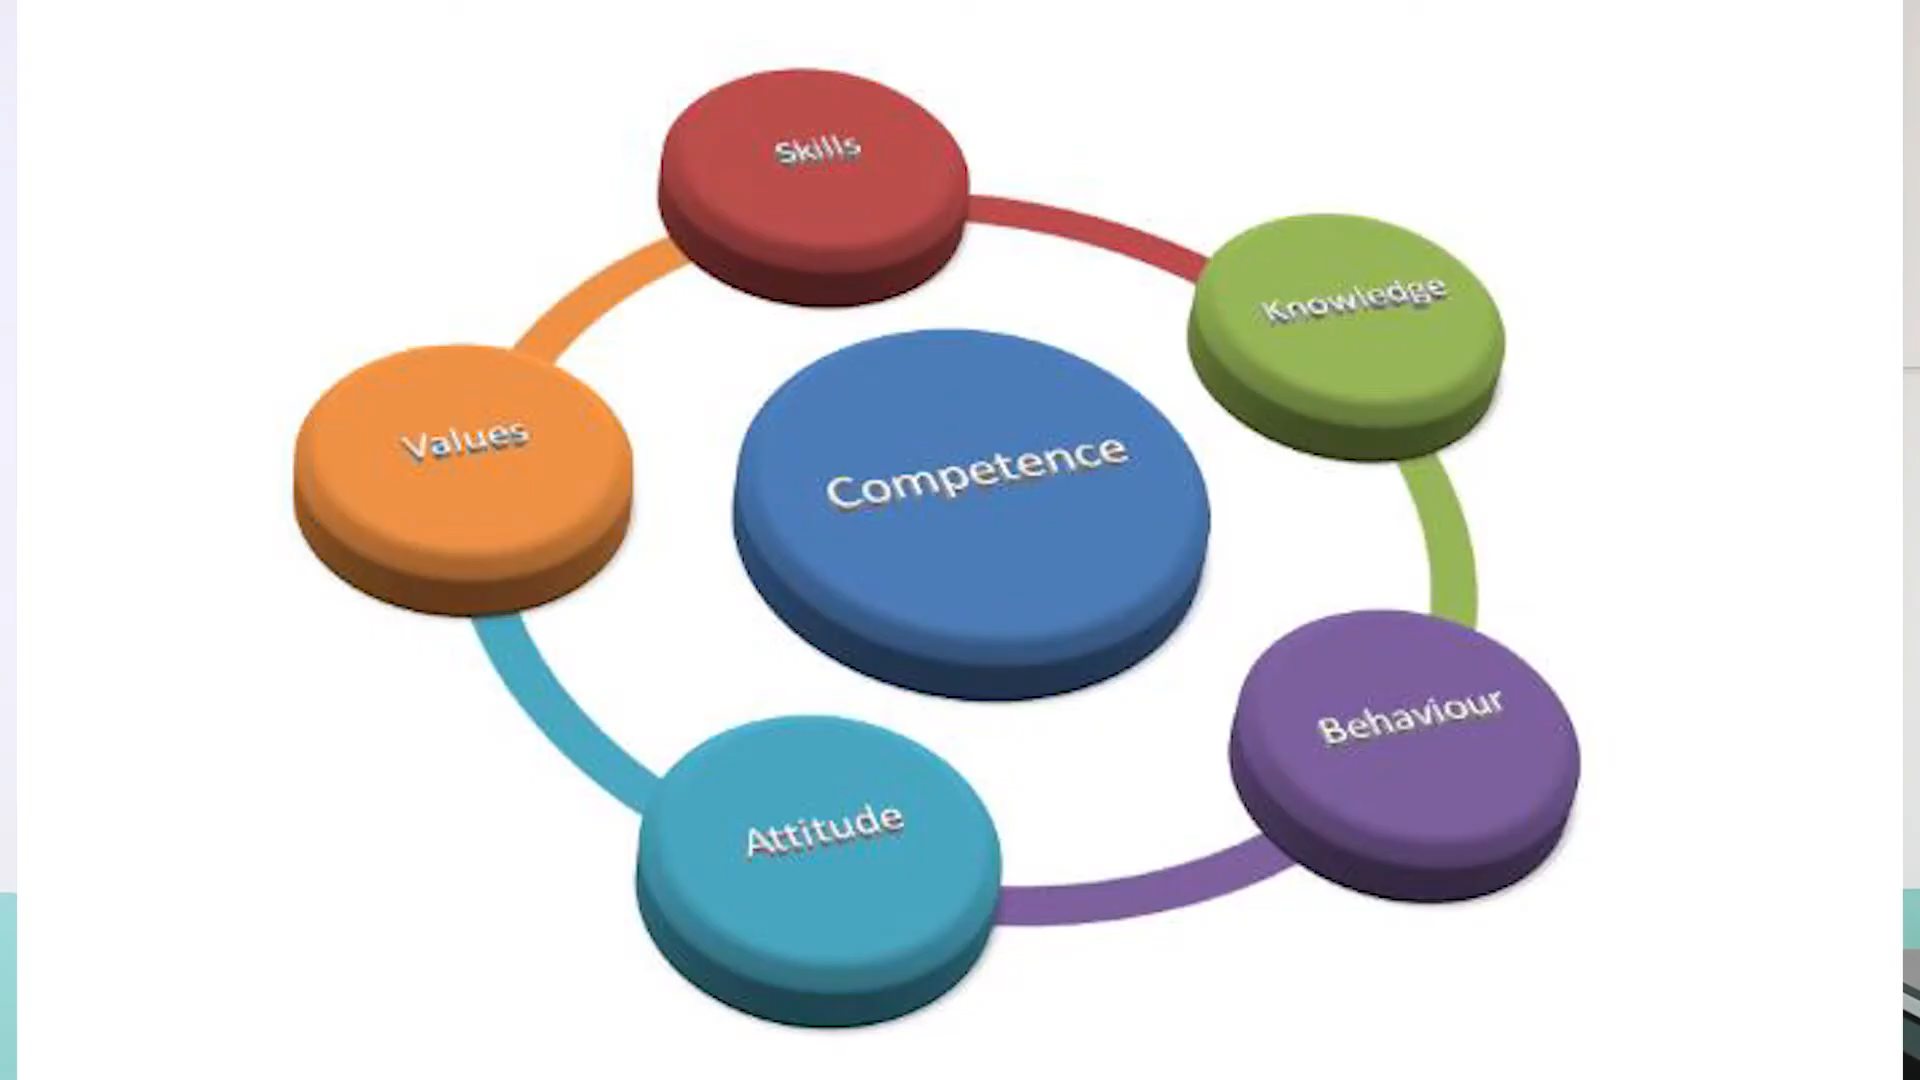 Skills
Knowledge
Values
Competence
Behaviour
Attitude